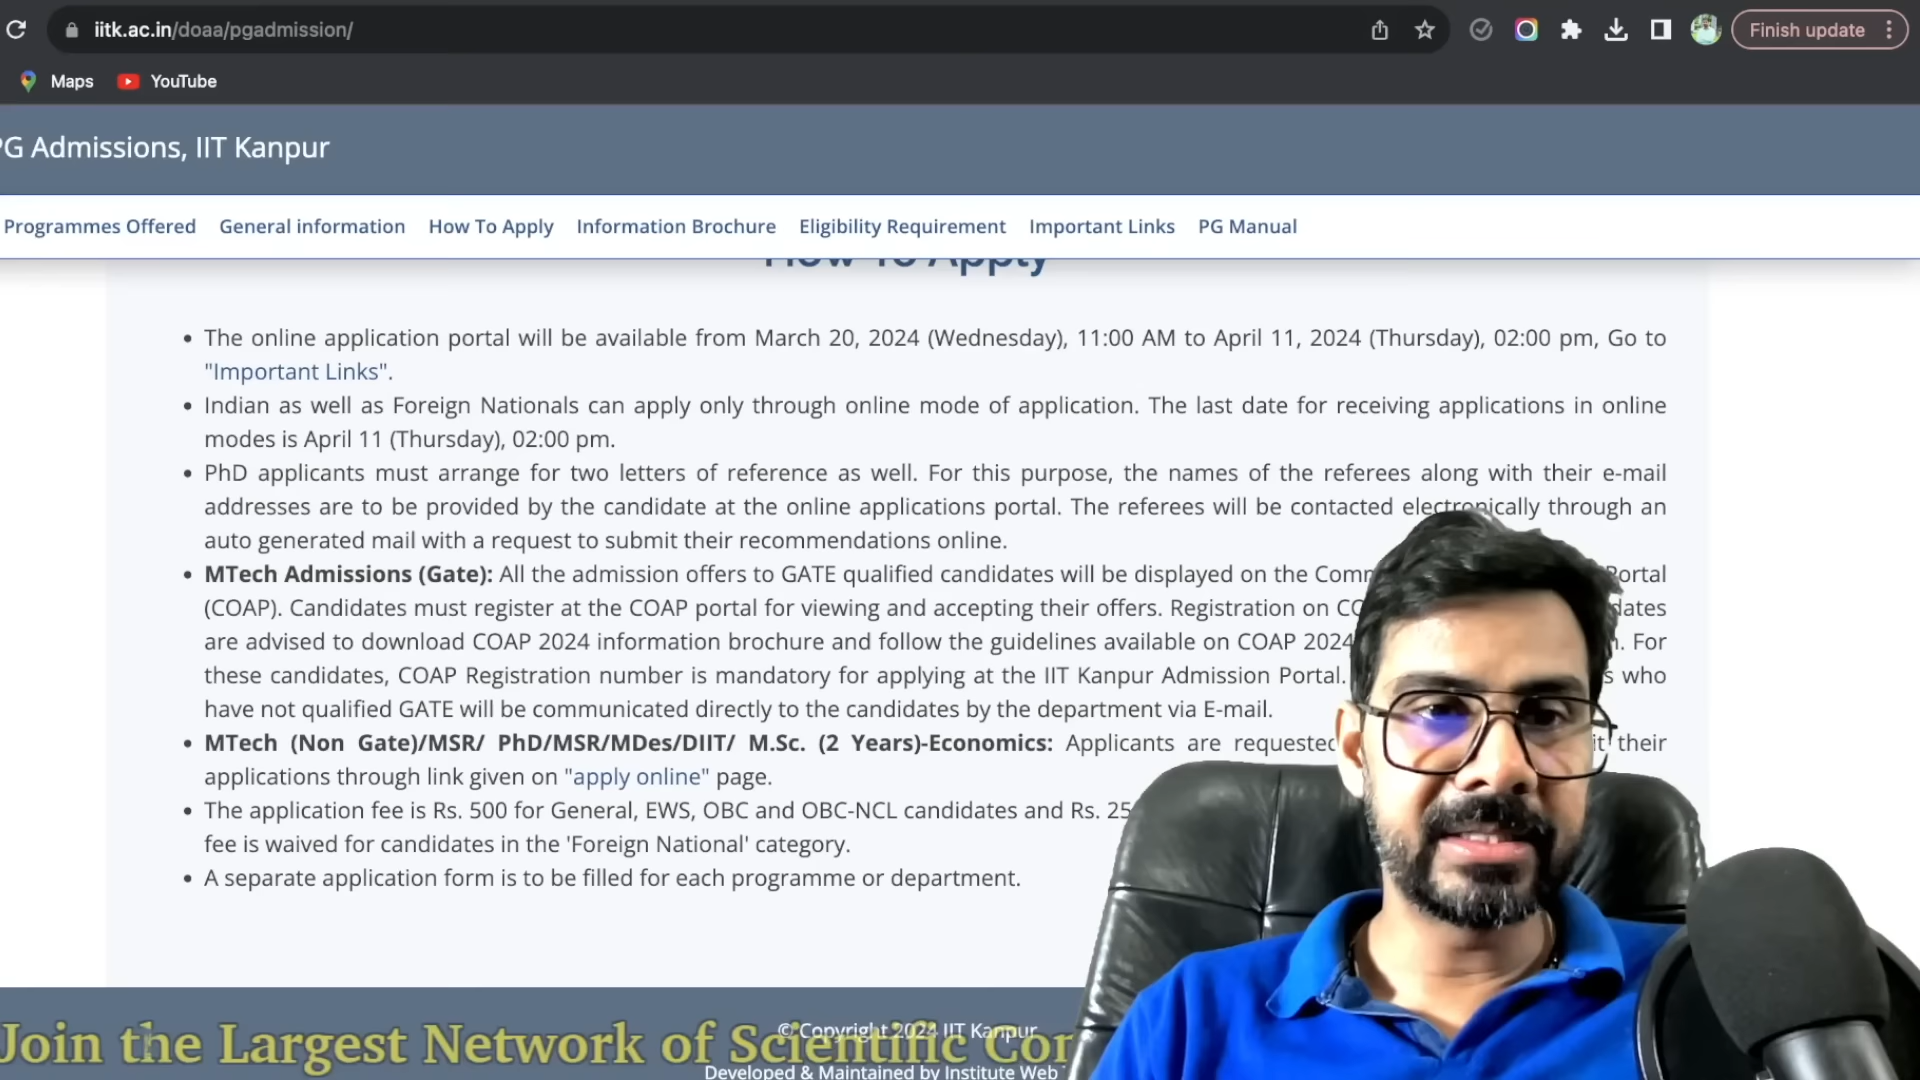 iitk.ac.in/doaa/pgadmission/
Finish update
Maps
YouTube
PG Admissions, IIT Kanpur
Programmes Offered General information How To Apply Information Brochure Eligibility Requirement Important Links PG Manual
How To Apply
The online application portal will be available from March 20, 2024 (Wednesday), 11:00 AM to April 11, 2024 (Thursday), 02:00 pm, Go to
"Important Links".
Indian as well as Foreign Nationals can apply only through online mode of application. The last date for receiving applications in online
modes is April 11 (Thursday), 02:00 pm.
PhD applicants must arrange for two letters of reference as well. For this purpose, the names of the referees along with their e-mail
addresses are to be provided by the candidate at the online applications portal. The referees will be contacted electronically through an
auto generated mail with a request to submit their recommendations online.
MTech Admissions (Gate): All the admission offers to GATE qualified candidates will be displayed on the Portal
(COAP). Candidates must register at the COAP portal for viewing and accepting their offers. Registration on
are advised to download COAP 2024 information brochure and follow the guidelines available on COAP 2024 For
these candidates, COAP Registration number is mandatory for applying at the IIT Kanpur Admission Portal. who
have not qualified GATE will be communicated directly to the candidates by the department via E-mail.
MTech (Non Gate)/MSR/ PhD/MSR/MDes/DIIT/ M.Sc. (2 Years)-Economics: Applicants are requested their
applications through link given on "apply online" page.
The application fee is Rs. 500 for General, EWS, OBC and OBC-NCL candidates and Rs.
fee is waived for candidates in the 'Foreign National' category.
A separate application form is to be filled for each programme or department.
© Copyright 2024 IIT Kanpur
Join the Largest Network of Scientific
Developed & Maintained by Institute Web